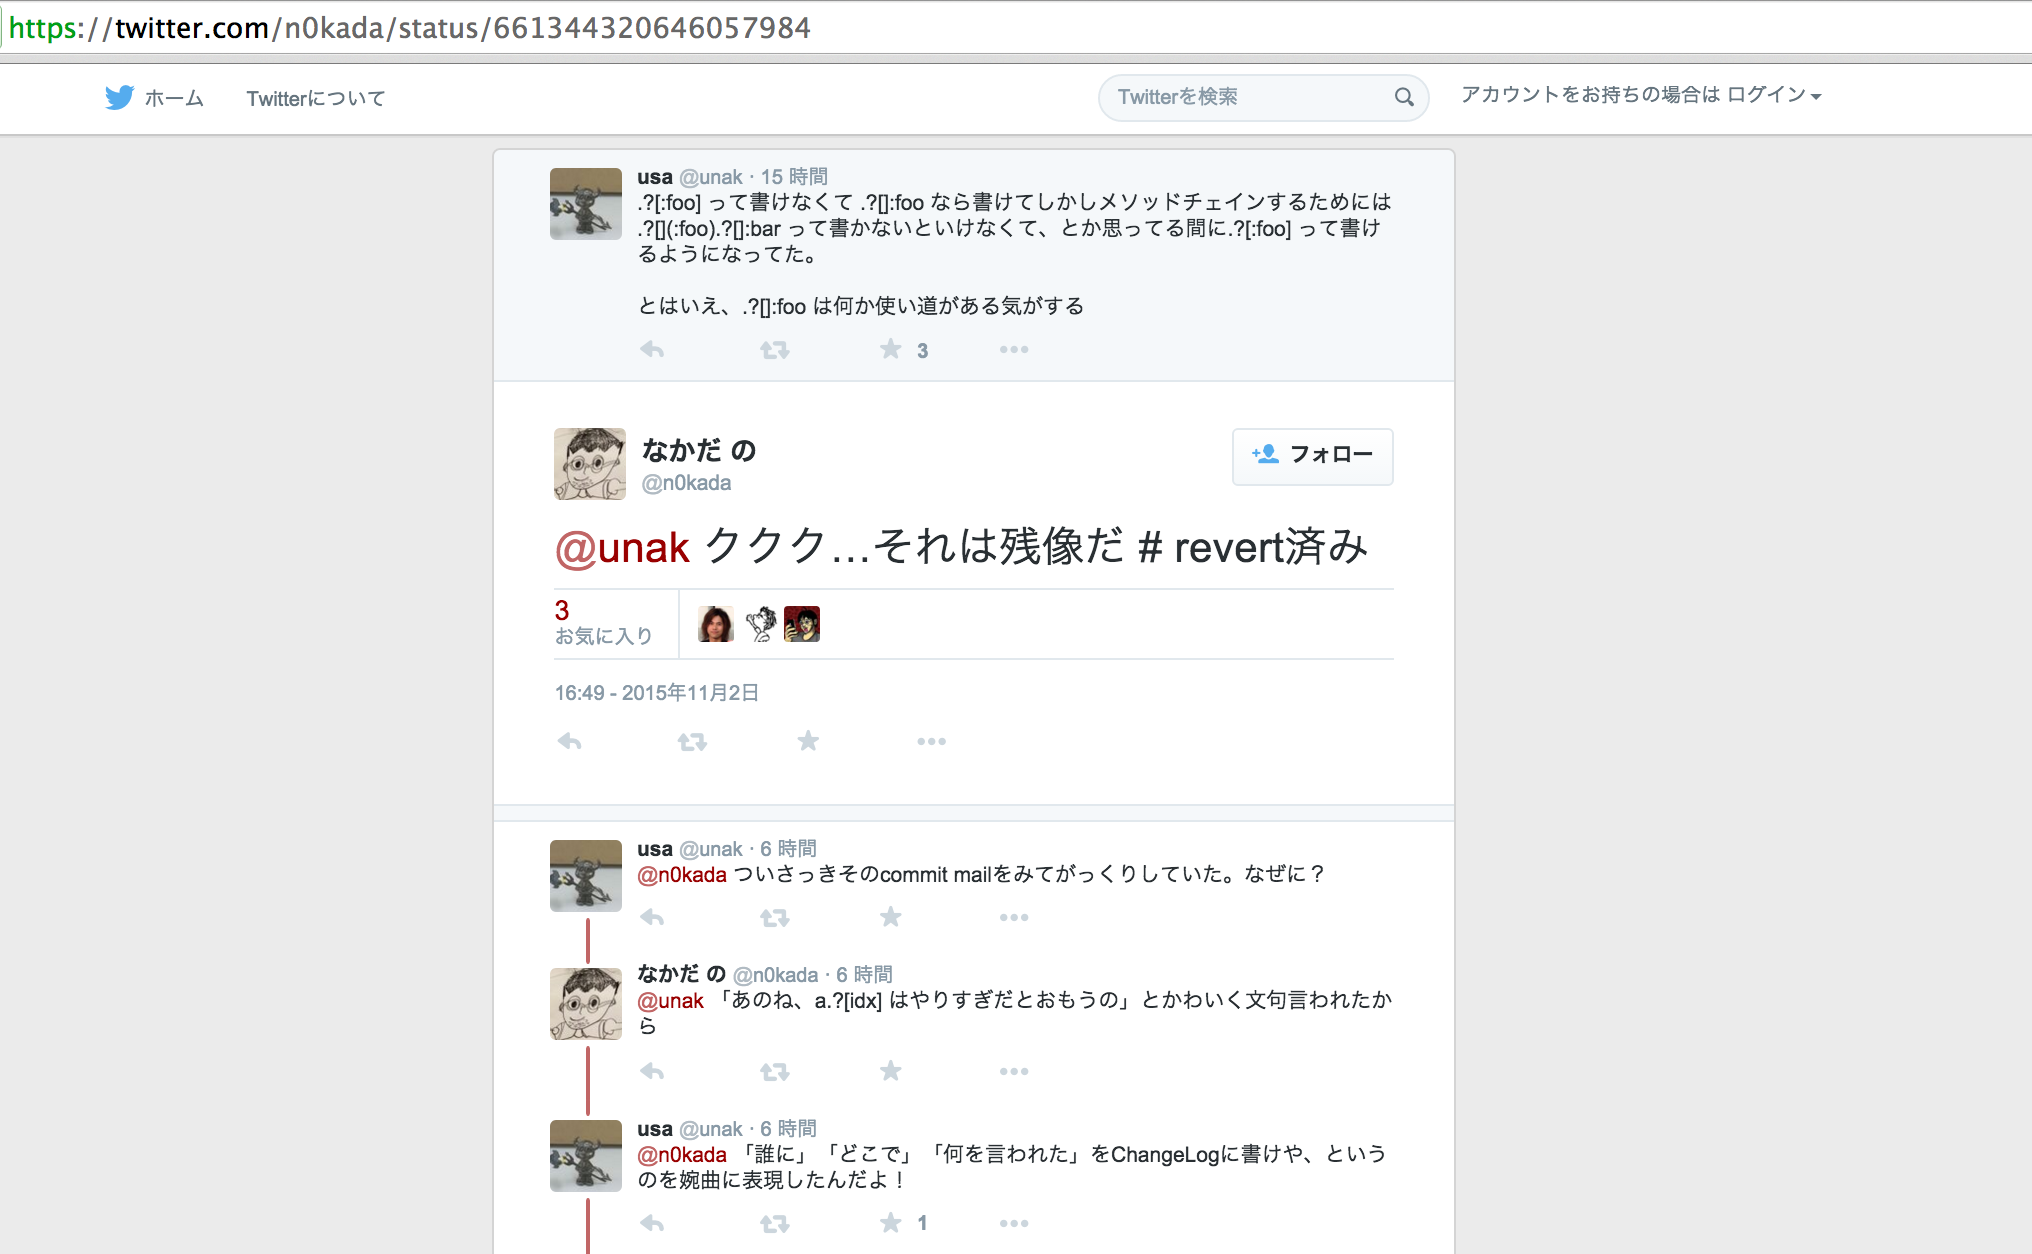 https://twitter.com/n0kada/status/661344320646057984
ホーム Twitterについて Twitterを検索 アカウントをお持ちの場合は ログイン
usa @unak · 15 時間
.?[:foo] って書けなくて .?[]:foo なら書けてしかしメソッドチェインするためには
.?[](:foo).?[]:bar って書かないといけなくて、とか思ってる間に.?[:foo] って書け
るようになってた。
とはいえ、.?[]:foo は何か使い道がある気がする
3
なかだ の
@n0kada
フォロー
@unak ククク…それは残像だ # revert済み
3
お気に入り
16:49 - 2015年11月2日
usa @unak · 6 時間
@n0kada ついさっきそのcommit mailをみてがっくりしていた。なぜに？
なかだ の @n0kada · 6 時間
@unak 「あのね、a.?[idx] はやりすぎだとおもうの」とかわいく文句言われたか
ら
usa @unak · 6 時間
@n0kada 「誰に」「どこで」「何を言われた」をChangeLogに書けや、という
のを婉曲に表現したんだよ！
1